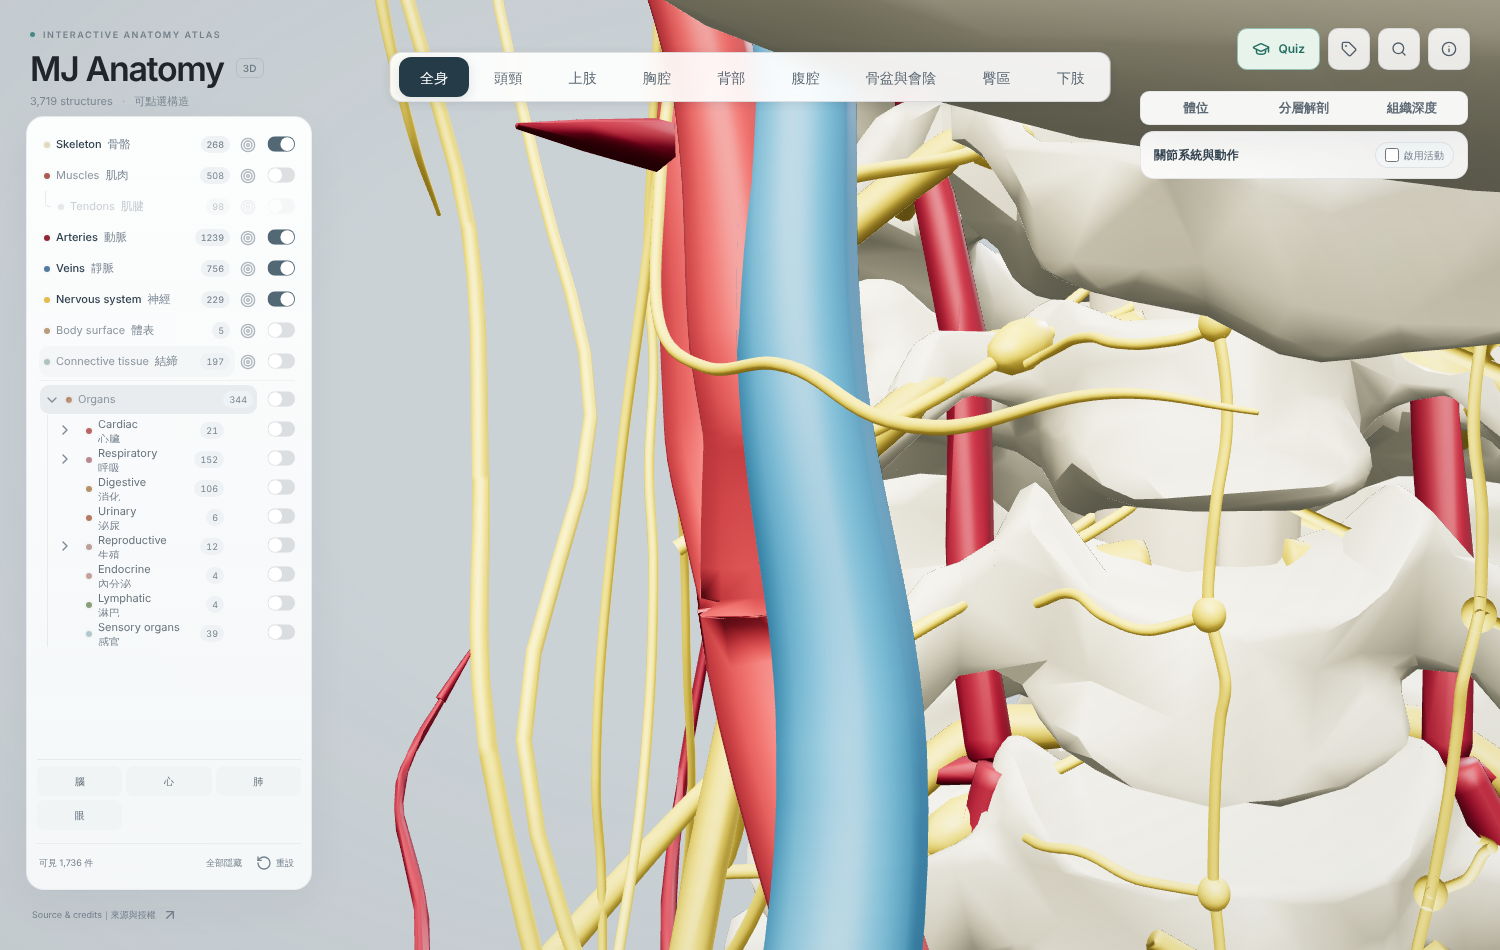 INTERACTIVE ANATOMY ATLAS
MJ Anatomy 3D
3,719 structures · 可點選構造
Skeleton 骨骼 268
Muscles 肌肉 508
Tendons 肌腱 98
Arteries 動脈 1239
Veins 靜脈 756
Nervous system 神經 229
Body surface 體表 5
Connective tissue 結締 197
Organs 344
Cardiac 21
心臟
Respiratory 152
呼吸
Digestive 106
消化
Urinary 6
泌尿
Reproductive 12
生殖
Endocrine 4
內分泌
Lymphatic 4
淋巴
Sensory organs 39
感官
腦 心 肺
眼
可見 1,736 件 全部隱藏 重設
Source & credits | 來源與授權
全身 頭頸 上肢 胸腔 背部 腹腔 骨盆與會陰 臀區 下肢
Quiz
體位 分層解剖 組織深度
關節系統與動作 啟用活動